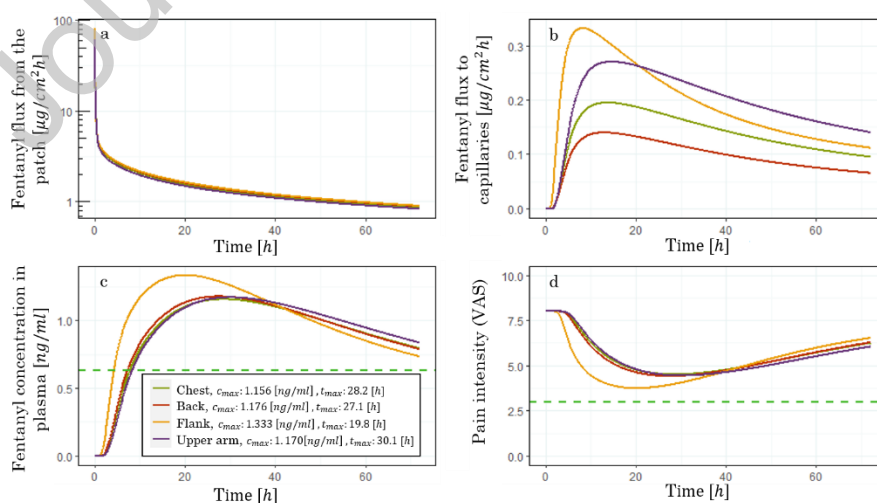 Jou
a
Fentanyl flux from the
patch [μg/cm²h]
100
10
1
0
20
40
60
Time [h]
b
Fentanyl flux to
capillaries [μg/cm²h]
0.3
0.2
0.1
0.0
0
20
40
60
Time [h]
c
Fentanyl concentration in
plasma [ng/ml]
1.0
0.5
0.0
Chest, cmax: 1.156 [ng/ml] , tmax: 28.2 [h]
Back, cmax: 1.176 [ng/ml] , tmax: 27.1 [h]
Flank, cmax: 1.333 [ng/ml] , tmax: 19.8 [h]
Upper arm, cmax: 1.170[ng/ml] , tmax: 30.1 [h]
0
20
40
60
Time [h]
d
Pain intensity (VAS)
10.0
7.5
5.0
2.5
0.0
0
20
40
60
Time [h]